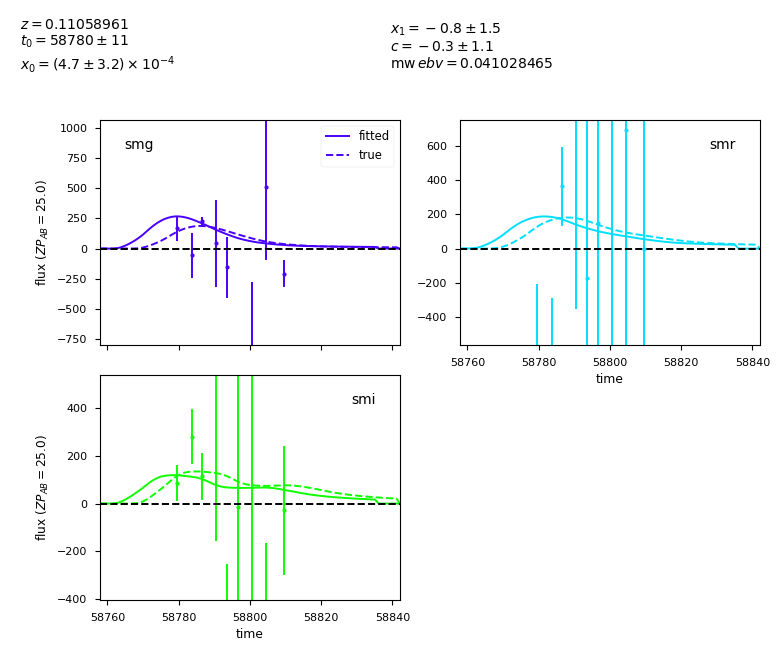 z = 0.11058961
t₀ = 58780 ± 11
x₀ = (4.7 ± 3.2) × 10⁻⁴
x₁ = −0.8 ± 1.5
c = −0.3 ± 1.1
mw ebv = 0.041028465
smg
fitted
true
1000
750
500
250
0
−250
−500
−750
flux (ZP_AB = 25.0)
smr
600
400
200
0
−200
−400
58760 58780 58800 58820 58840
time
smi
400
200
0
−200
−400
flux (ZP_AB = 25.0)
58760 58780 58800 58820 58840
time